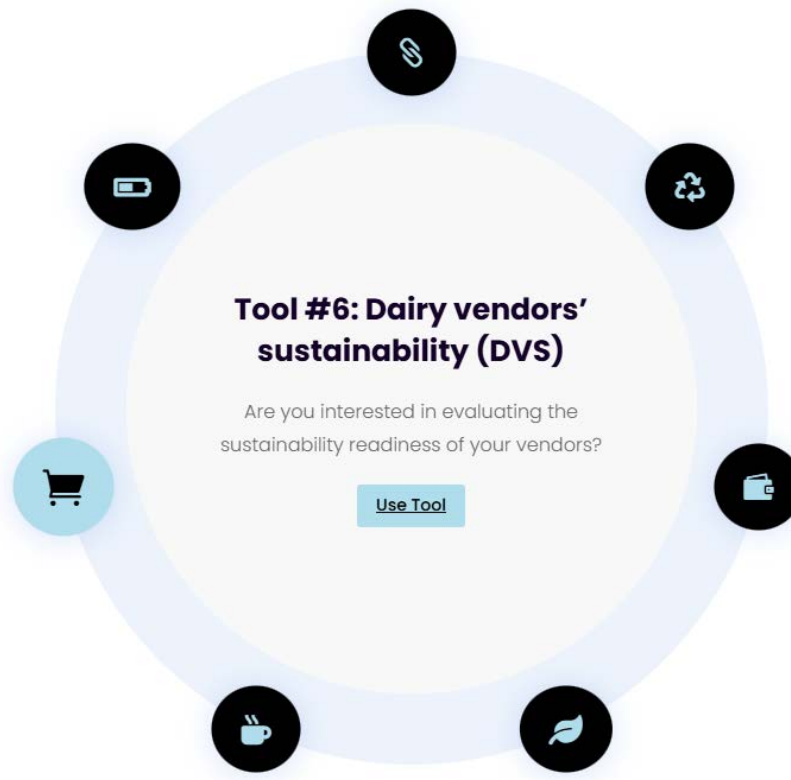 Tool #6: Dairy vendors’
sustainability (DVS)
Are you interested in evaluating the
sustainability readiness of your vendors?
Use Tool